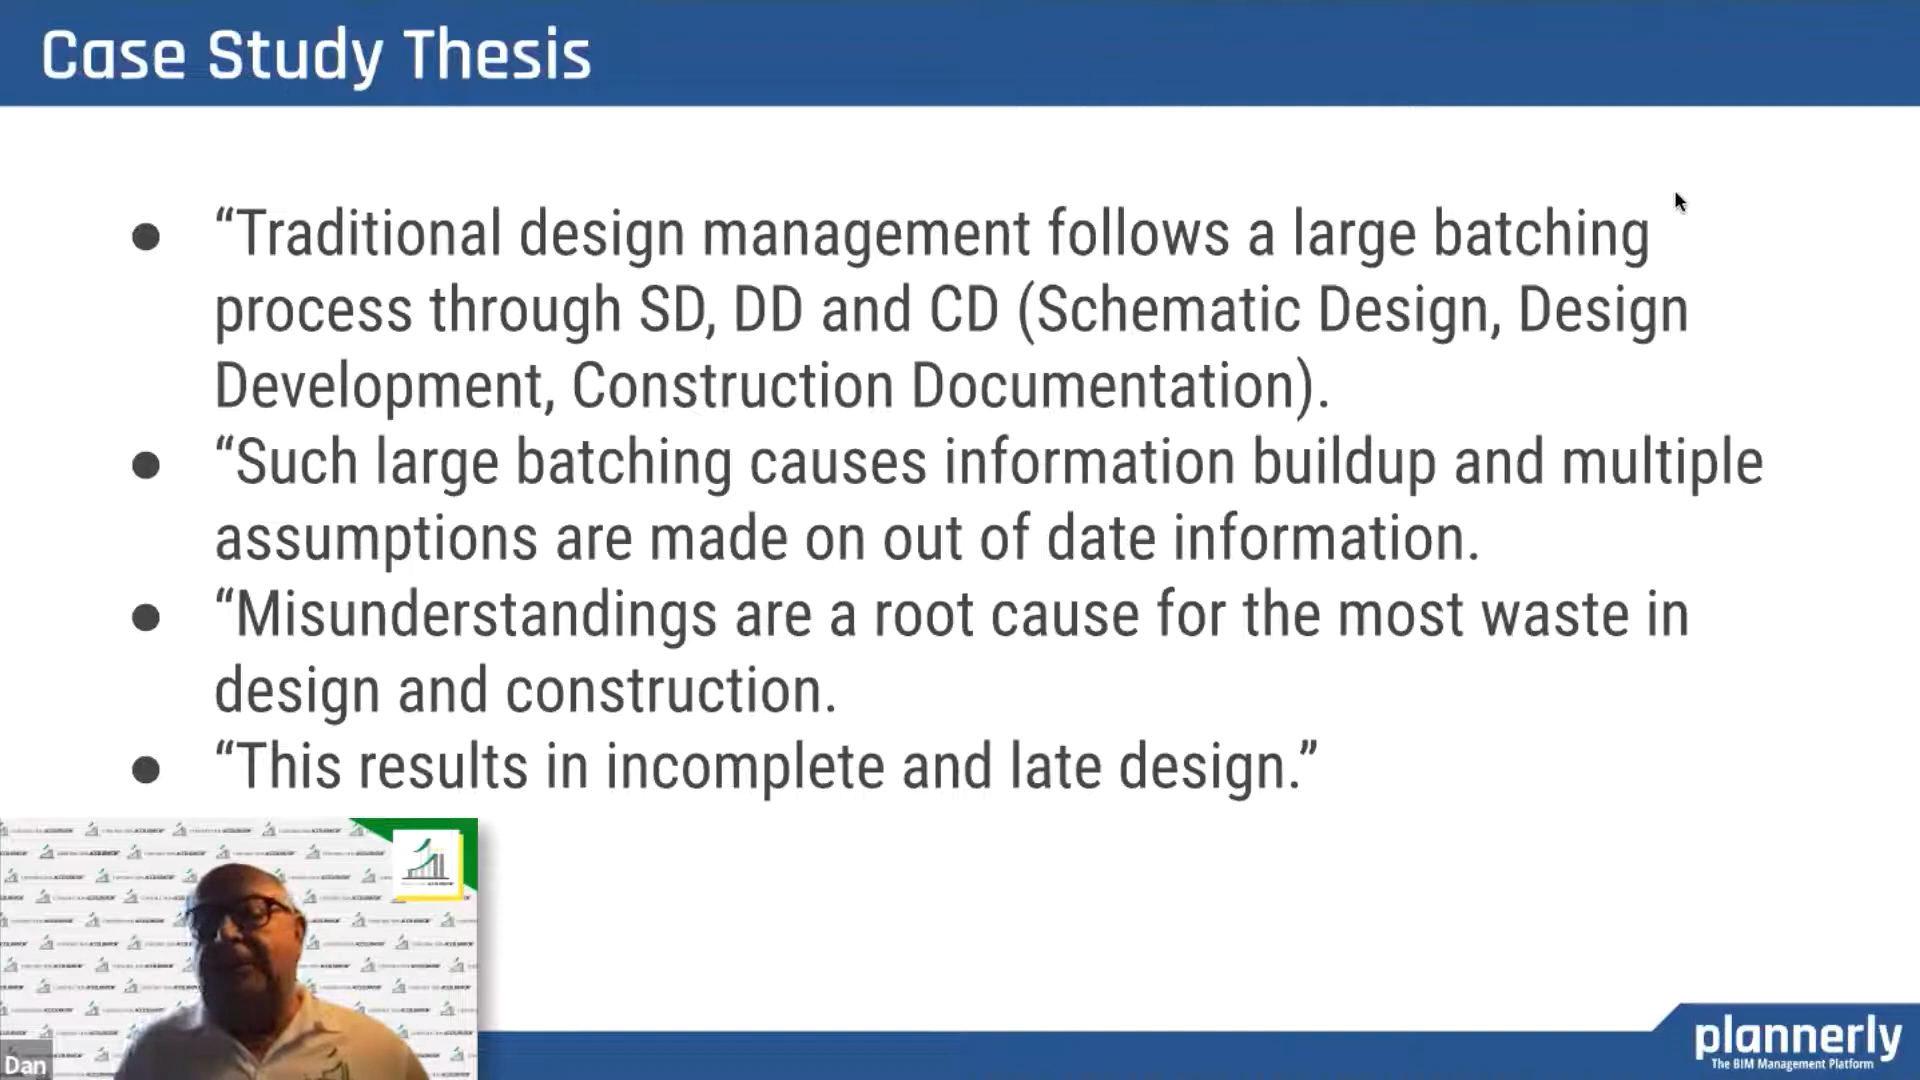 Case Study Thesis
● “Traditional design management follows a large batching
process through SD, DD and CD (Schematic Design, Design
Development, Construction Documentation).
● “Such large batching causes information buildup and multiple
assumptions are made on out of date information.
● “Misunderstandings are a root cause for the most waste in
design and construction.
● “This results in incomplete and late design.”
Dan
plannerly
The BIM Management Platform